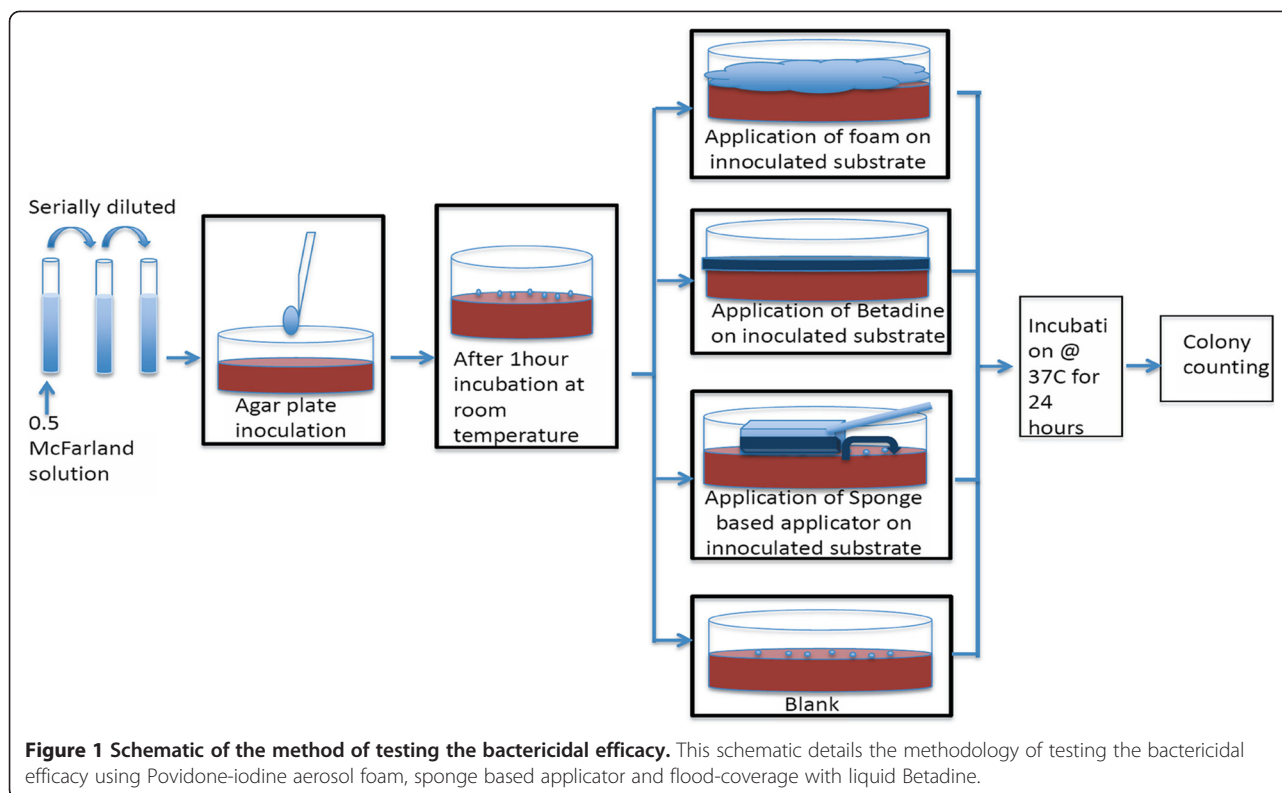 Serially diluted
0.5
McFarland
solution
Agar plate
inoculation
After 1hour
incubation at
room
temperature
Application of foam on
innoculated substrate
Application of Betadine
on inoculated substrate
Application of Sponge
based applicator on
innoculated substrate
Blank
Incubati
on @
37C for
24
hours
Colony
counting
Figure 1 Schematic of the method of testing the bactericidal efficacy. This schematic details the methodology of testing the bactericidal
efficacy using Povidone-iodine aerosol foam, sponge based applicator and flood-coverage with liquid Betadine.